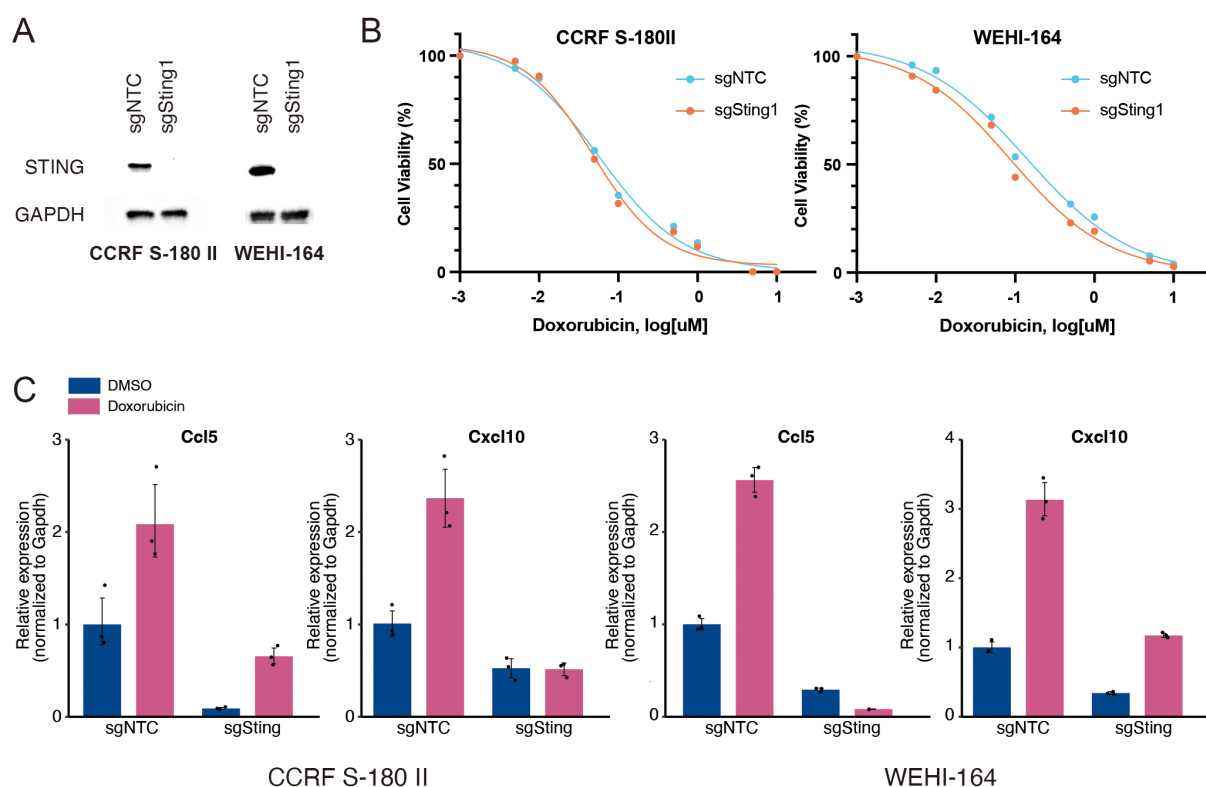 A
sgNTC
sgSting1
sgNTC
sgSting1
STING
GAPDH
CCRF S-180 II
WEHI-164
B
CCRF S-180II
100
50
0
Cell Viability (%)
sgNTC
sgSting1
-3 -2 -1 0 1
Doxorubicin, log[uM]
WEHI-164
100
50
0
Cell Viability (%)
sgNTC
sgSting1
-3 -2 -1 0 1
Doxorubicin, log[uM]
C
DMSO
Doxorubicin
Ccl5
3
2
1
0
Relative expression
(normalized to Gapdh)
sgNTC sgSting
Cxcl10
3
2
1
0
Relative expression
(normalized to Gapdh)
sgNTC sgSting
CCRF S-180 II
Ccl5
3
2
1
0
Relative expression
(normalized to Gapdh)
sgNTC sgSting
Cxcl10
4
3
2
1
0
Relative expression
(normalized to Gapdh)
sgNTC sgSting
WEHI-164